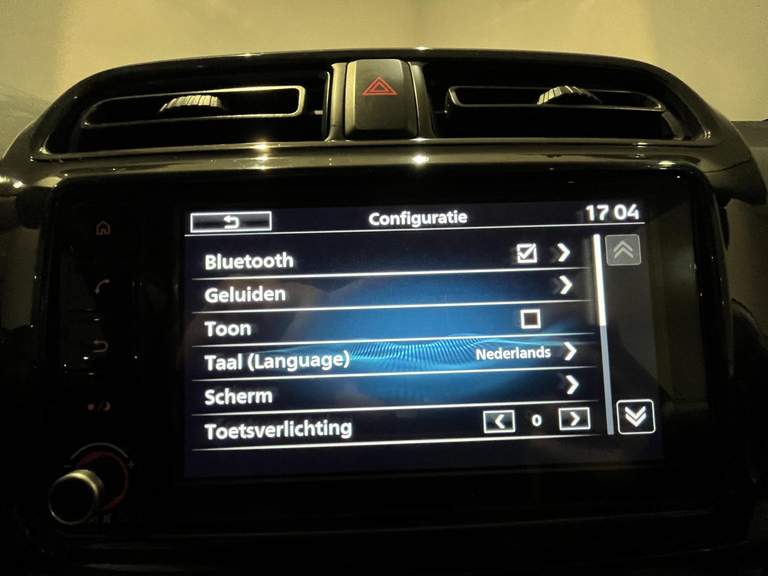 Configuratie 17 04
Bluetooth
Geluiden
Toon
Taal (Language) Nederlands
Scherm
Toetsverlichting 0